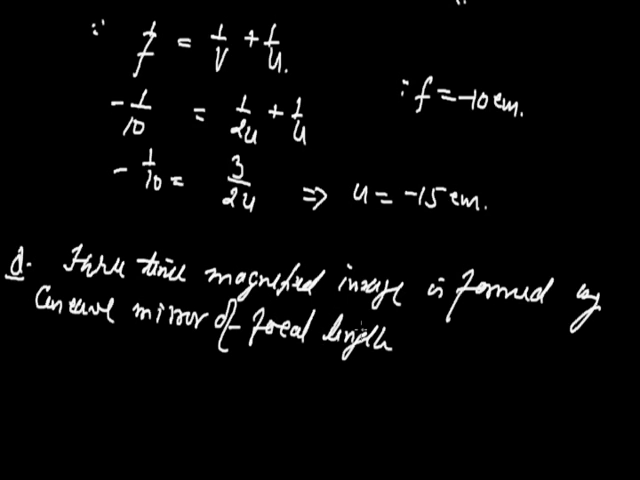 ∵ 1/f = 1/v + 1/u.
-1/10 = 1/2u + 1/u ∵ f = -10 cm.
-1/10 = 3/2u ⇒ u = -15 cm.
Q. Three time magnified image is formed by
Concave mirror of focal length